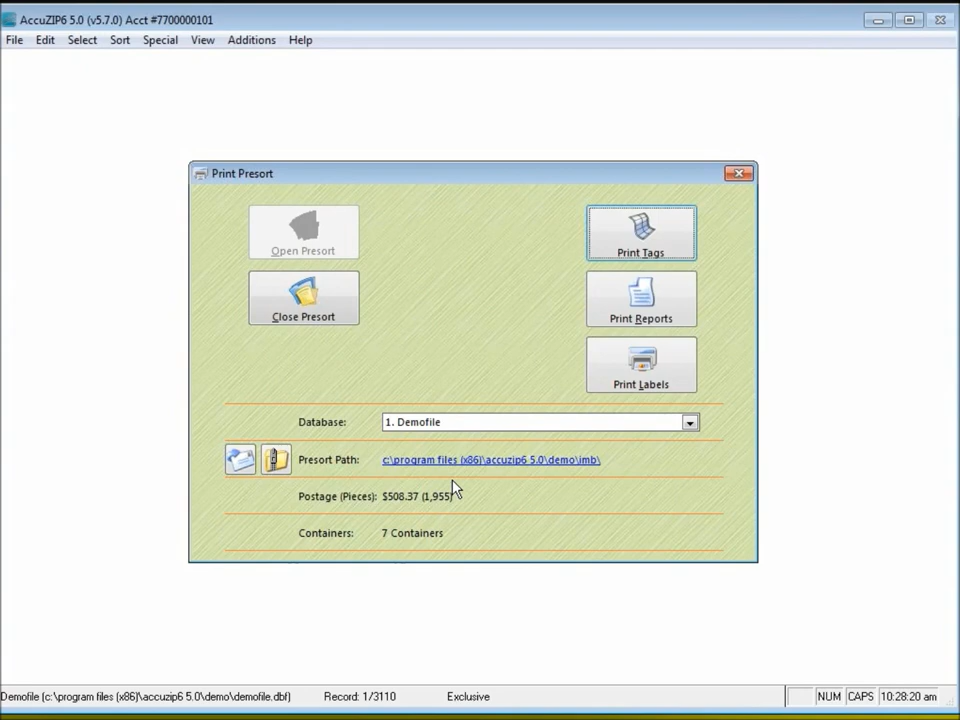 AccuZIP6 5.0 (v5.7.0) Acct #7700000101
File Edit Select Sort Special View Additions Help
Print Presort
Open Presort
Print Tags
Close Presort
Print Reports
Print Labels
Database: 1. Demofile
Presort Path: c:\program files (x86)\accuzip6 5.0\demo\imb\
Postage (Pieces): $508.37 (1,955)
Containers: 7 Containers
Demofile (c:\program files (x86)\accuzip6 5.0\demo\demofile.dbf) Record: 1/3110 Exclusive NUM CAPS 10:28:20 am